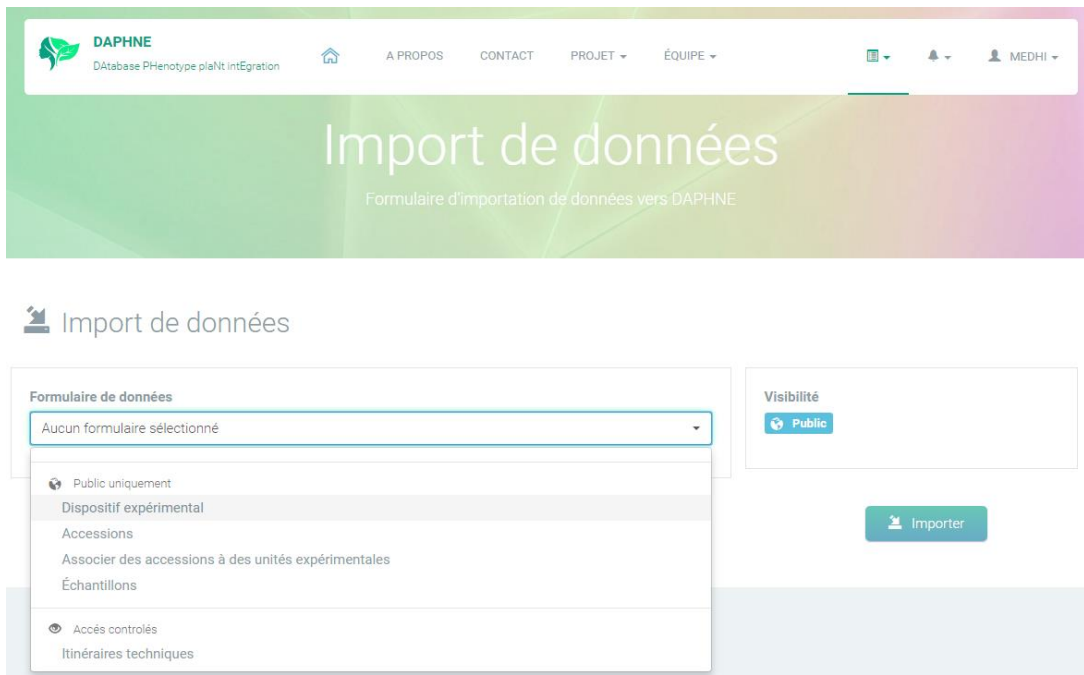 DAPHNE
DAtabase PHenotype plaNt intEgration
A PROPOS
CONTACT
PROJET
ÉQUIPE
MEDHI
Import de données
Formulaire d'importation de données vers DAPHNE
Import de données
Formulaire de données
Aucun formulaire sélectionné
Visibilité
Public
Public uniquement
Dispositif expérimental
Accessions
Associer des accessions à des unités expérimentales
Échantillons
Accés controlés
Itinéraires techniques
Importer